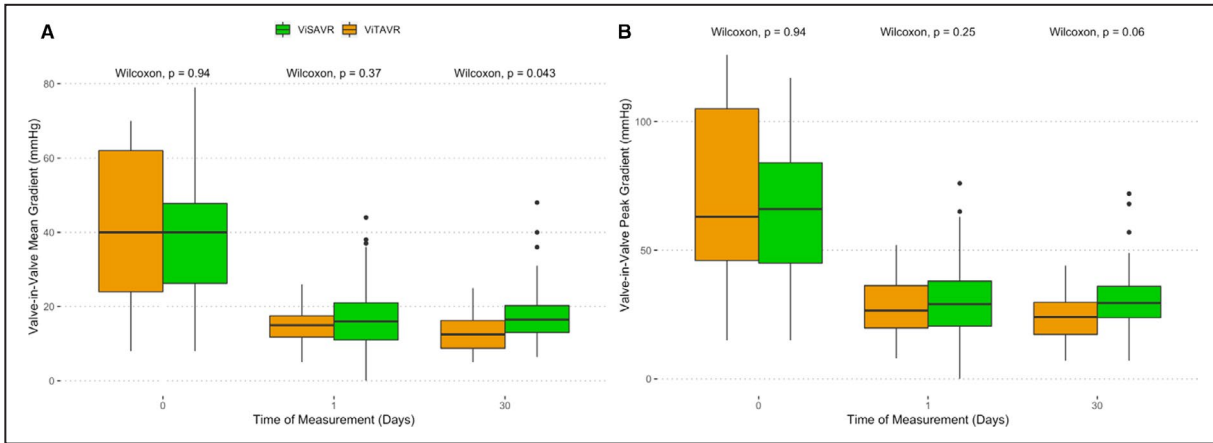 A
ViSAVR
ViTAVR
Wilcoxon, p = 0.94
Wilcoxon, p = 0.37
Wilcoxon, p = 0.043
Valve-in-Valve Mean Gradient (mmHg)
80
60
40
20
0
0
1
30
Time of Measurement (Days)
B
Wilcoxon, p = 0.94
Wilcoxon, p = 0.25
Wilcoxon, p = 0.06
Valve-in-Valve Peak Gradient (mmHg)
100
50
0
0
1
30
Time of Measurement (Days)